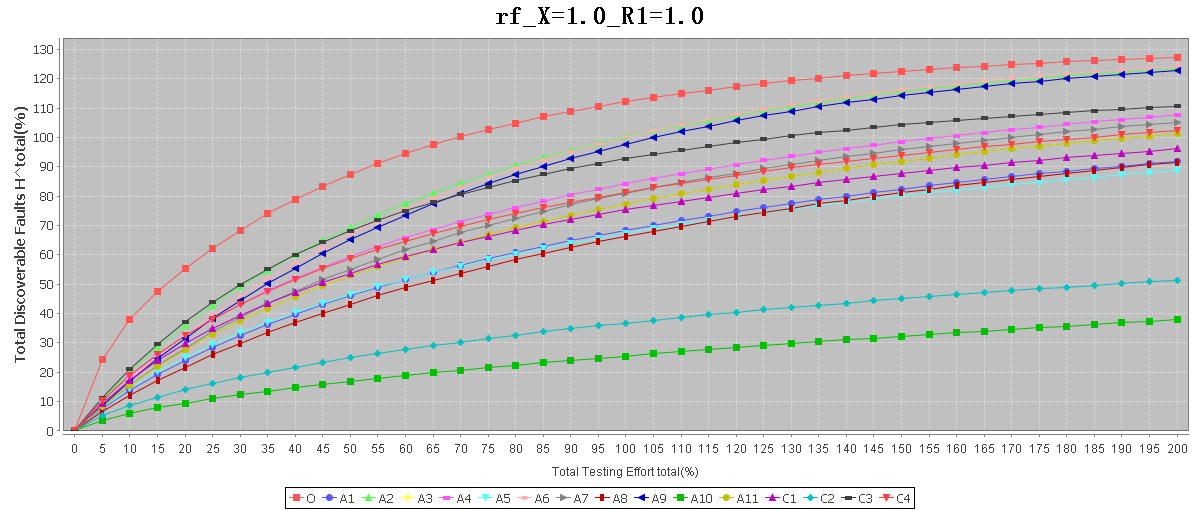 rf_X=1.0_R1=1.0
Total Discoverable Faults H^total(%)
130
120
110
100
90
80
70
60
50
40
30
20
10
0
0 5 10 15 20 25 30 35 40 45 50 55 60 65 70 75 80 85 90 95 100 105 110 115 120 125 130 135 140 145 150 155 160 165 170 175 180 185 190 195 200
Total Testing Effort total(%)
O A1 A2 A3 A4 A5 A6 A7 A8 A9 A10 A11 C1 C2 C3 C4